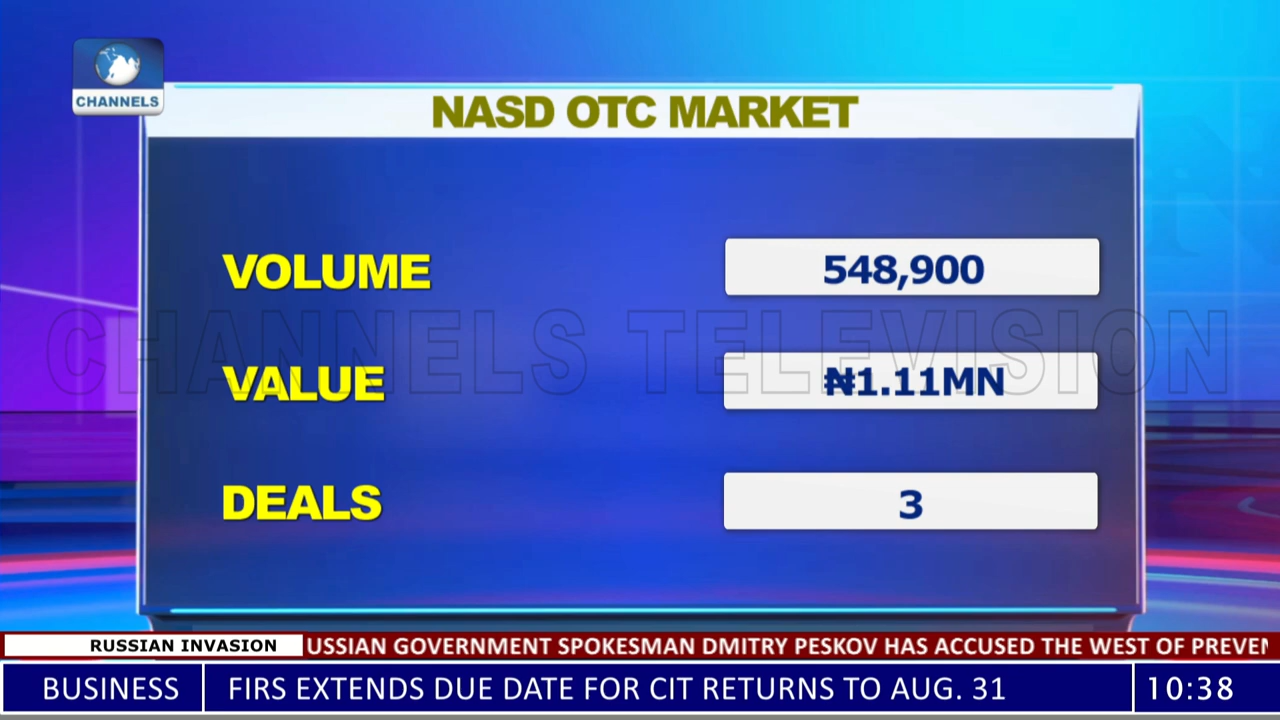 CHANNELS
NASD OTC MARKET
VOLUME 548,900
CHANNELS TELEVISION
VALUE ₦1.11MN
DEALS 3
RUSSIAN INVASION USSIAN GOVERNMENT SPOKESMAN DMITRY PESKOV HAS ACCUSED THE WEST OF PREVEN
BUSINESS FIRS EXTENDS DUE DATE FOR CIT RETURNS TO AUG. 31 10:38